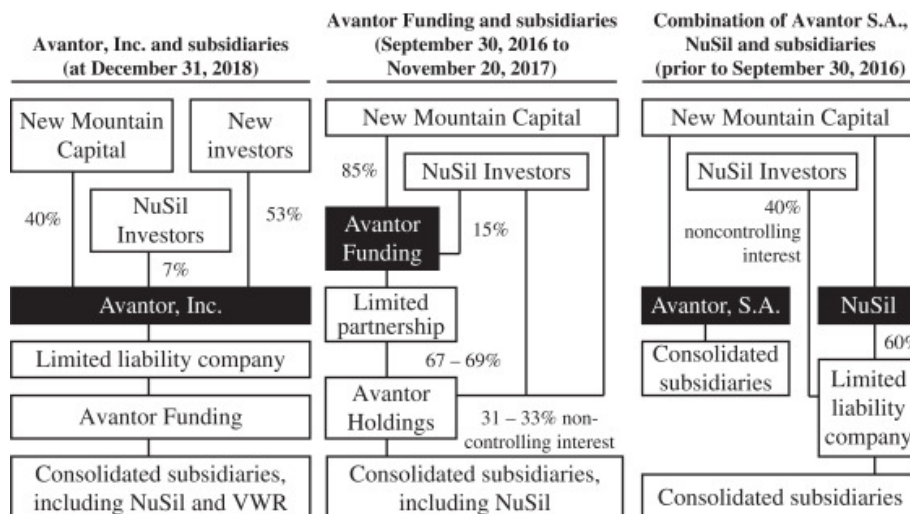 Avantor, Inc. and subsidiaries
(at December 31, 2018)
New Mountain
Capital
New
investors
NuSil
Investors
40%
53%
7%
Avantor, Inc.
Limited liability company
Avantor Funding
Consolidated subsidiaries,
including NuSil and VWR
Avantor Funding and subsidiaries
(September 30, 2016 to
November 20, 2017)
New Mountain Capital
85%
NuSil Investors
Avantor
Funding
15%
Limited
partnership
67 – 69%
Avantor
Holdings
31 – 33% non-
controlling interest
Consolidated subsidiaries,
including NuSil
Combination of Avantor S.A.,
NuSil and subsidiaries
(prior to September 30, 2016)
New Mountain Capital
NuSil Investors
40%
noncontrolling
interest
Avantor, S.A.
NuSil
Consolidated
subsidiaries
60%
Limited
liability
company
Consolidated subsidiaries